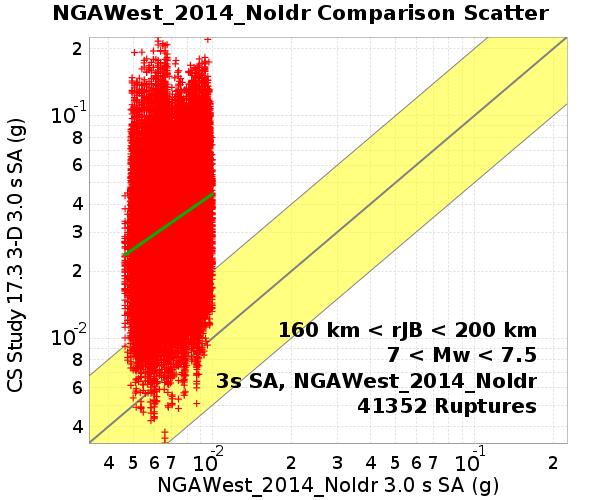 NGAWest_2014_NoIdr Comparison Scatter
CS Study 17.3 3-D 3.0 s SA (g)
2
10-1
8
6
4
3
2
10-2
8
6
4
160 km < rJB < 200 km
7 < Mw < 7.5
3s SA, NGAWest_2014_NoIdr
41352 Ruptures
4 5 6 7 10-2 2 3 4 5 6 7 10-1 2
NGAWest_2014_NoIdr 3.0 s SA (g)